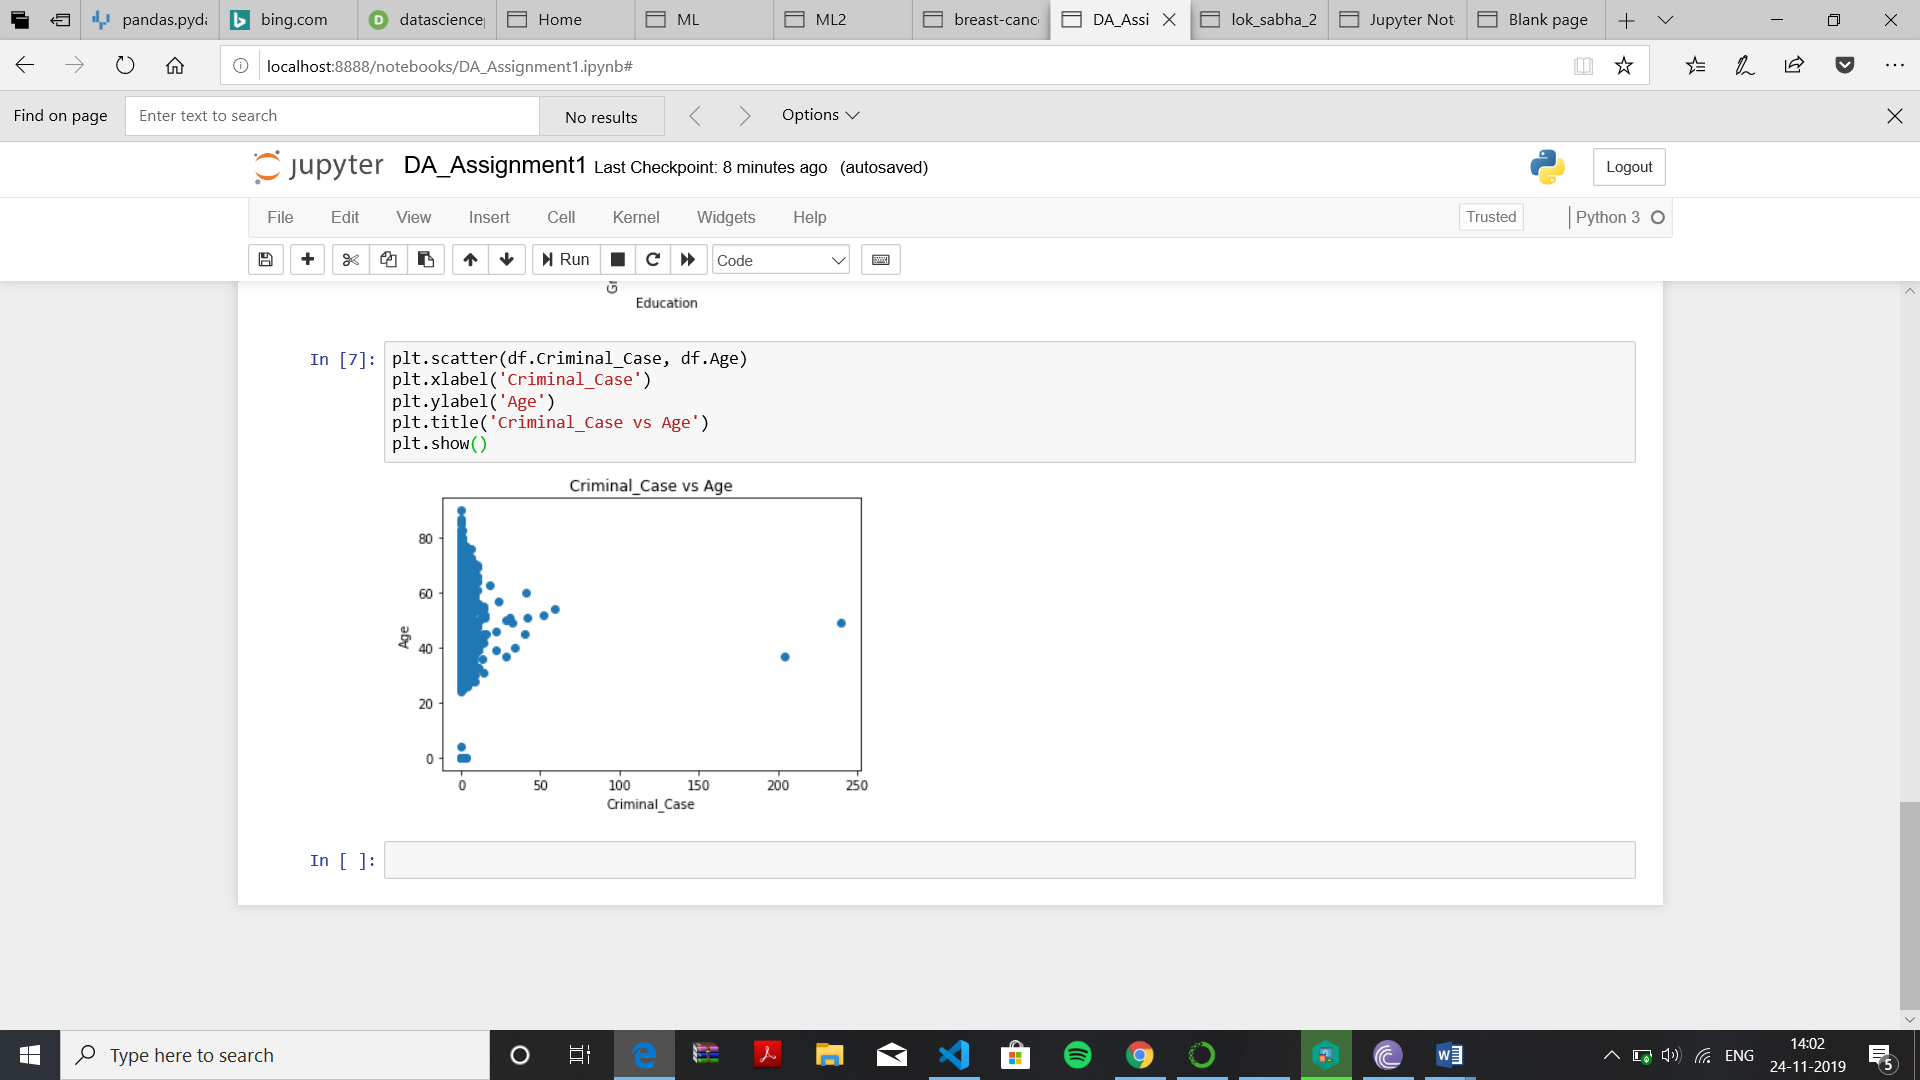 pandas.pyda
bing.com
datascience
Home
ML
ML2
breast-canc
DA_Assi
lok_sabha_2
Jupyter Not
Blank page
localhost:8888/notebooks/DA_Assignment1.ipynb#
Find on page
Enter text to search
No results
Options
jupyter DA_Assignment1 Last Checkpoint: 8 minutes ago (autosaved)
Logout
File Edit View Insert Cell Kernel Widgets Help
Trusted
Python 3
Run
Code
Gr
Education
In [7]:
plt.scatter(df.Criminal_Case, df.Age)
plt.xlabel('Criminal_Case')
plt.ylabel('Age')
plt.title('Criminal_Case vs Age')
plt.show()
Criminal_Case vs Age
80
60
40
20
0
Age
0 50 100 150 200 250
Criminal_Case
In [ ]:
Type here to search
ENG
14:02
24-11-2019
5